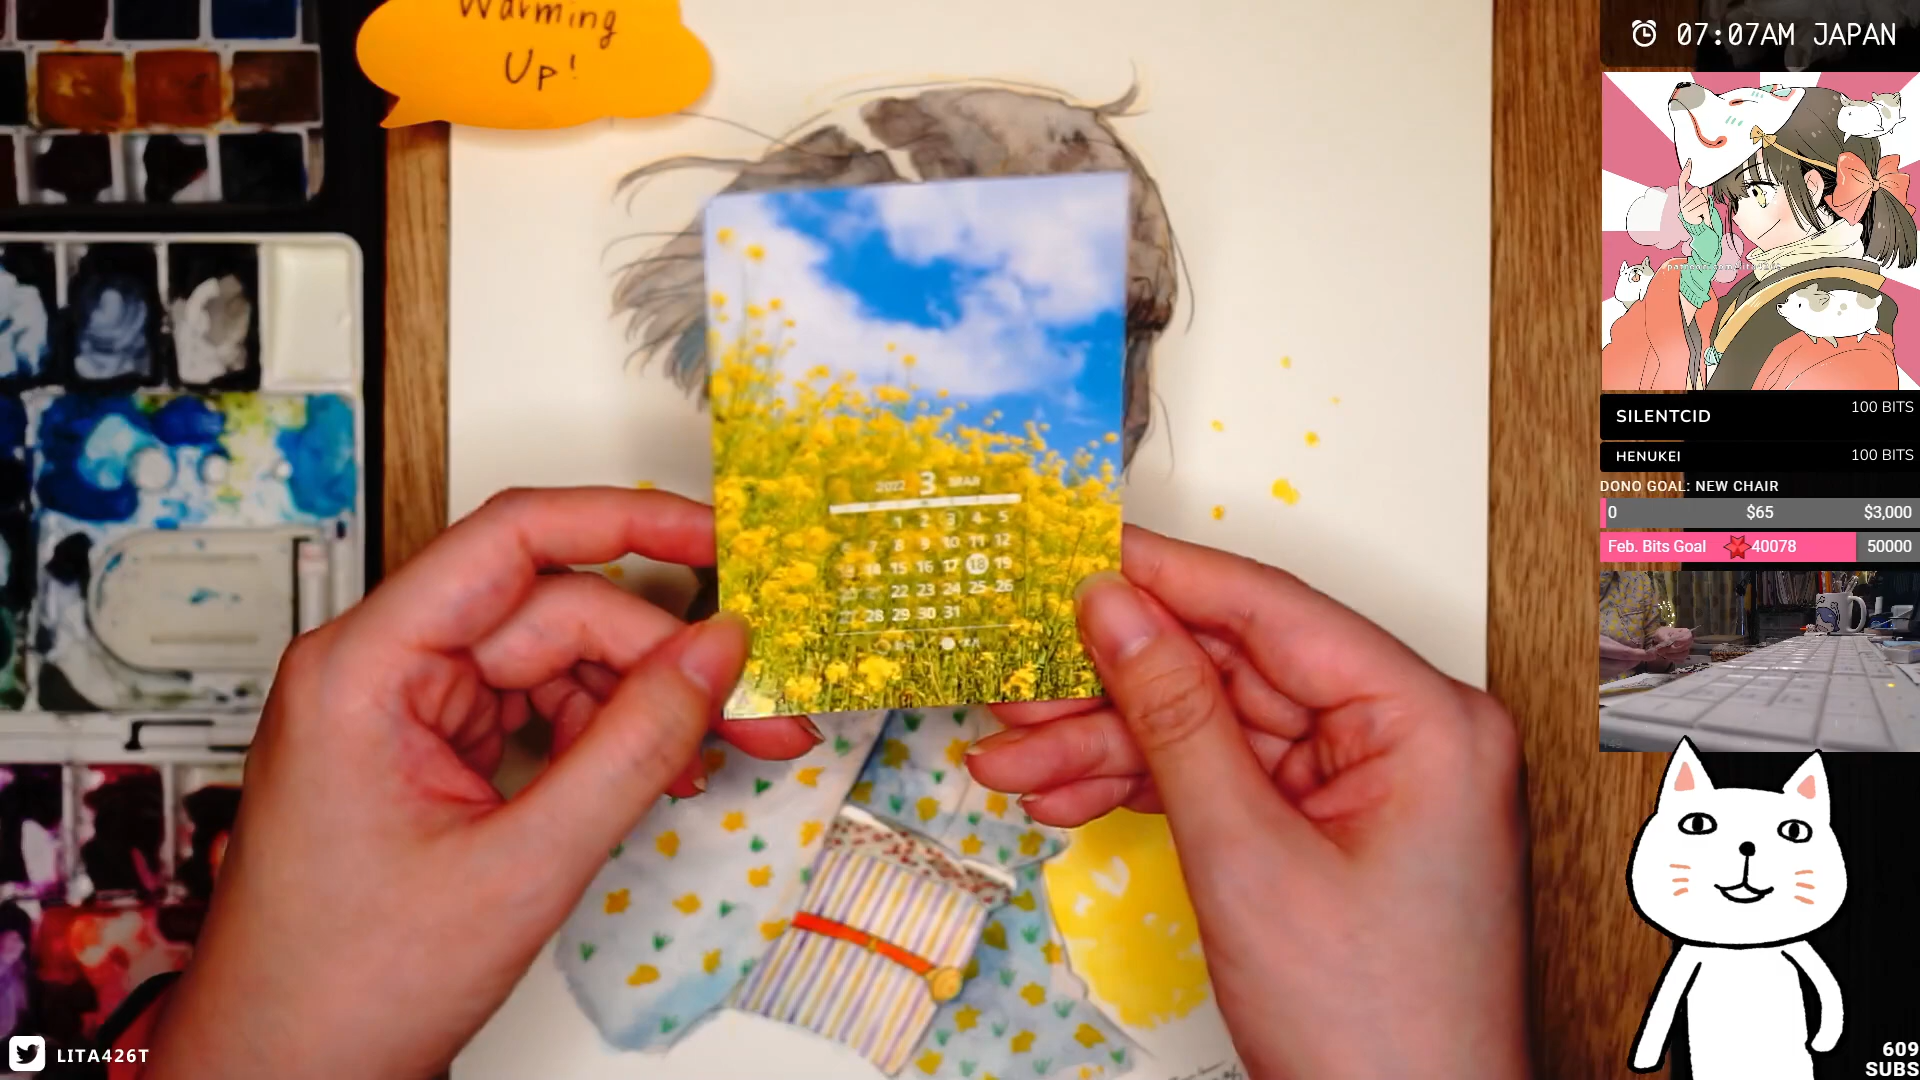 Warming
Up!
07:07AM JAPAN
SILENTCID
100 BITS
HENUKEI
100 BITS
DONO GOAL: NEW CHAIR
0 $65 $3,000
Feb. Bits Goal 40078 50000
2022 3 MAR
1 2 3 4 5
7 8 9 10 11 12
14 15 16 17 18 19
22 23 24 25 26
27 28 29 30 31
LITA426T
609
SUBS